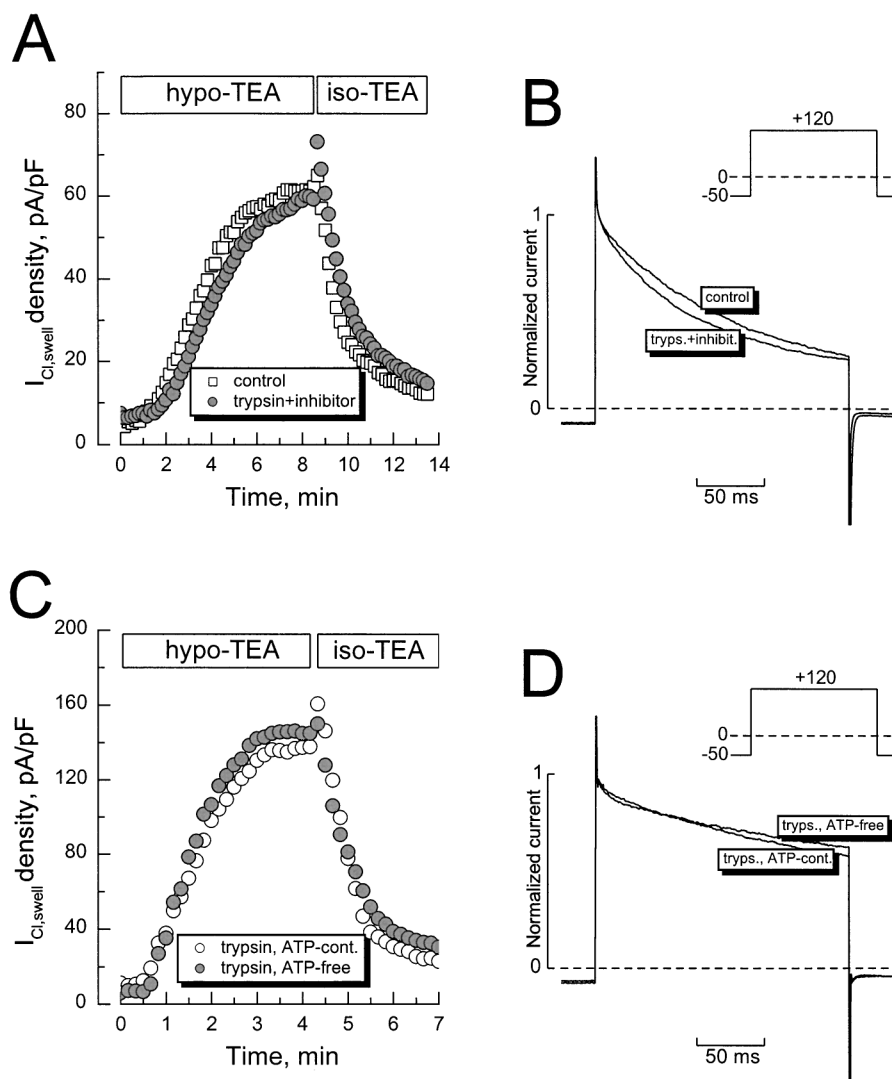 A
hypo-TEA
iso-TEA
80
60
40
20
0
I Cl,swell density, pA/pF
control
trypsin+inhibitor
0 2 4 6 8 10 12 14
Time, min
B
+120
0
-50
1
Normalized current
control
tryps.+inhibit.
0
50 ms
C
200
hypo-TEA
iso-TEA
160
120
80
40
0
I Cl,swell density, pA/pF
trypsin, ATP-cont.
trypsin, ATP-free
0 1 2 3 4 5 6 7
Time, min
D
+120
0
-50
1
Normalized current
tryps., ATP-free
tryps., ATP-cont.
0
50 ms